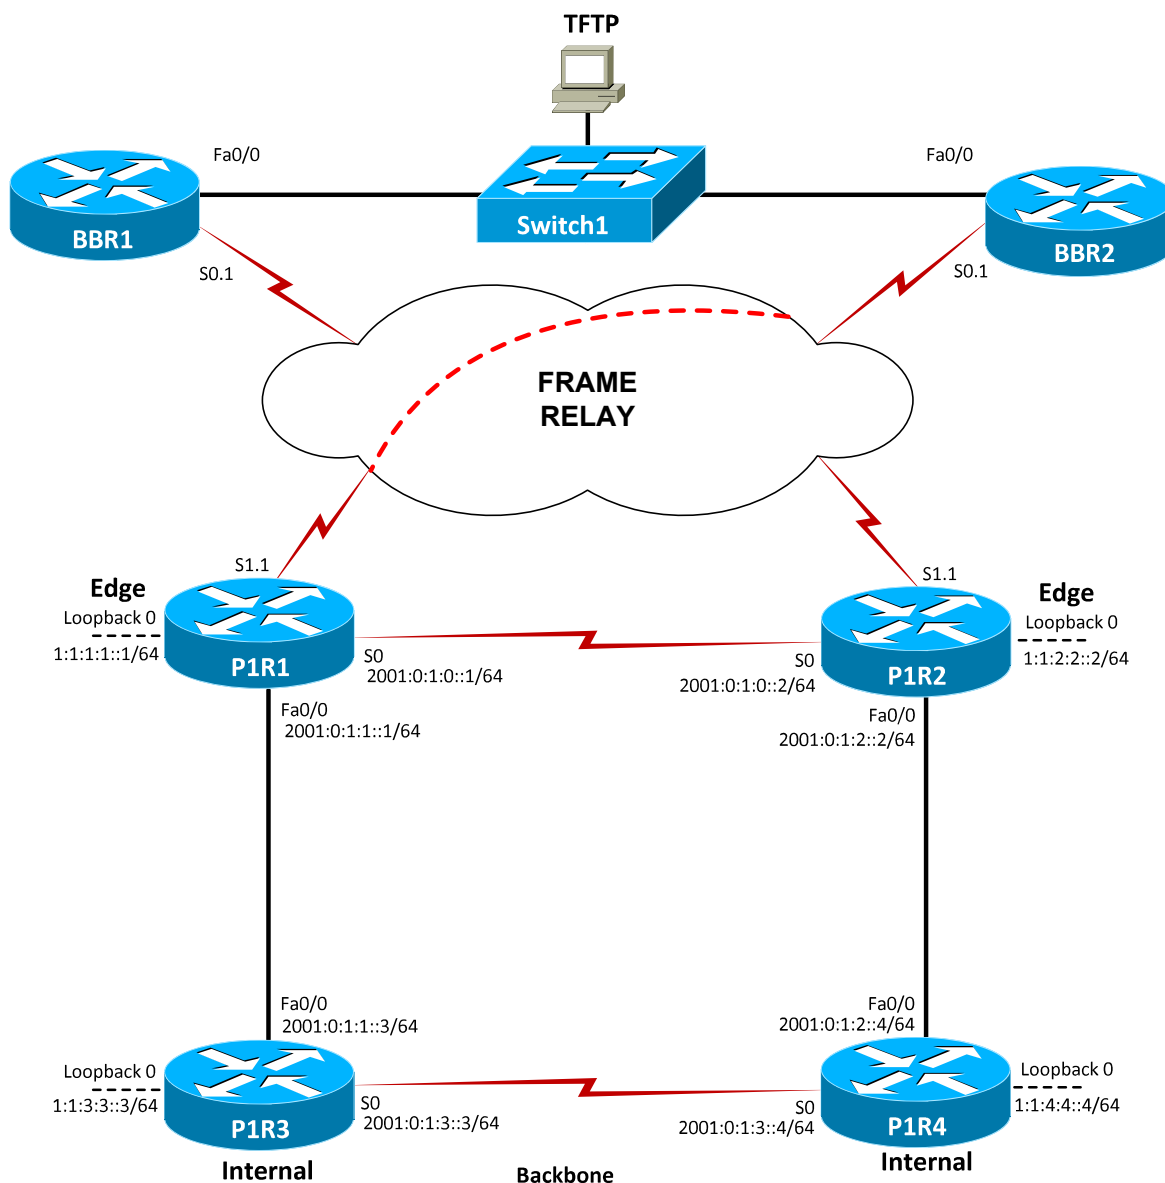 TFTP
Fa0/0
Fa0/0
BBR1
Switch1
BBR2
S0.1
S0.1
FRAME
RELAY
S1.1
S1.1
Edge
Edge
Loopback 0
Loopback 0
1:1:1:1::1/64
P1R1
S0
2001:0:1:0::1/64
S0
2001:0:1:0::2/64
P1R2
1:1:2:2::2/64
Fa0/0
2001:0:1:1::1/64
Fa0/0
2001:0:1:2::2/64
Fa0/0
2001:0:1:1::3/64
Fa0/0
2001:0:1:2::4/64
Loopback 0
Loopback 0
1:1:3:3::3/64
P1R3
S0
2001:0:1:3::3/64
S0
2001:0:1:3::4/64
P1R4
1:1:4:4::4/64
Internal
Backbone
Internal